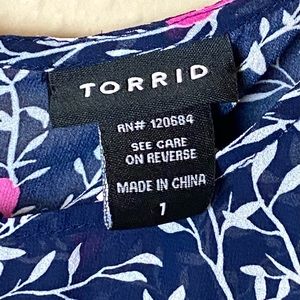 TORRID
RN# 120684
SEE CARE
ON REVERSE
MADE IN CHINA
1